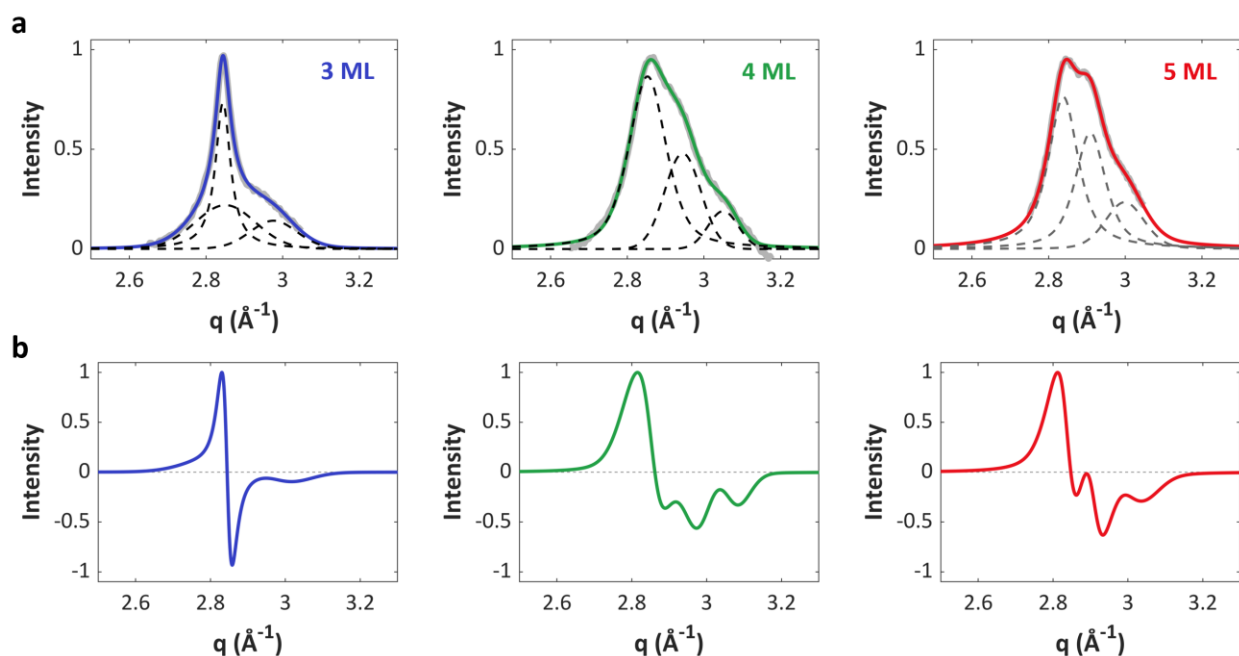 a
3 ML
4 ML
5 ML
Intensity
1
0.5
0
2.6 2.8 3 3.2
q (Å⁻¹)
Intensity
1
0.5
0
2.6 2.8 3 3.2
q (Å⁻¹)
Intensity
1
0.5
0
2.6 2.8 3 3.2
q (Å⁻¹)
b
Intensity
1
0.5
0
-0.5
-1
2.6 2.8 3 3.2
q (Å⁻¹)
Intensity
1
0.5
0
-0.5
-1
2.6 2.8 3 3.2
q (Å⁻¹)
Intensity
1
0.5
0
-0.5
-1
2.6 2.8 3 3.2
q (Å⁻¹)